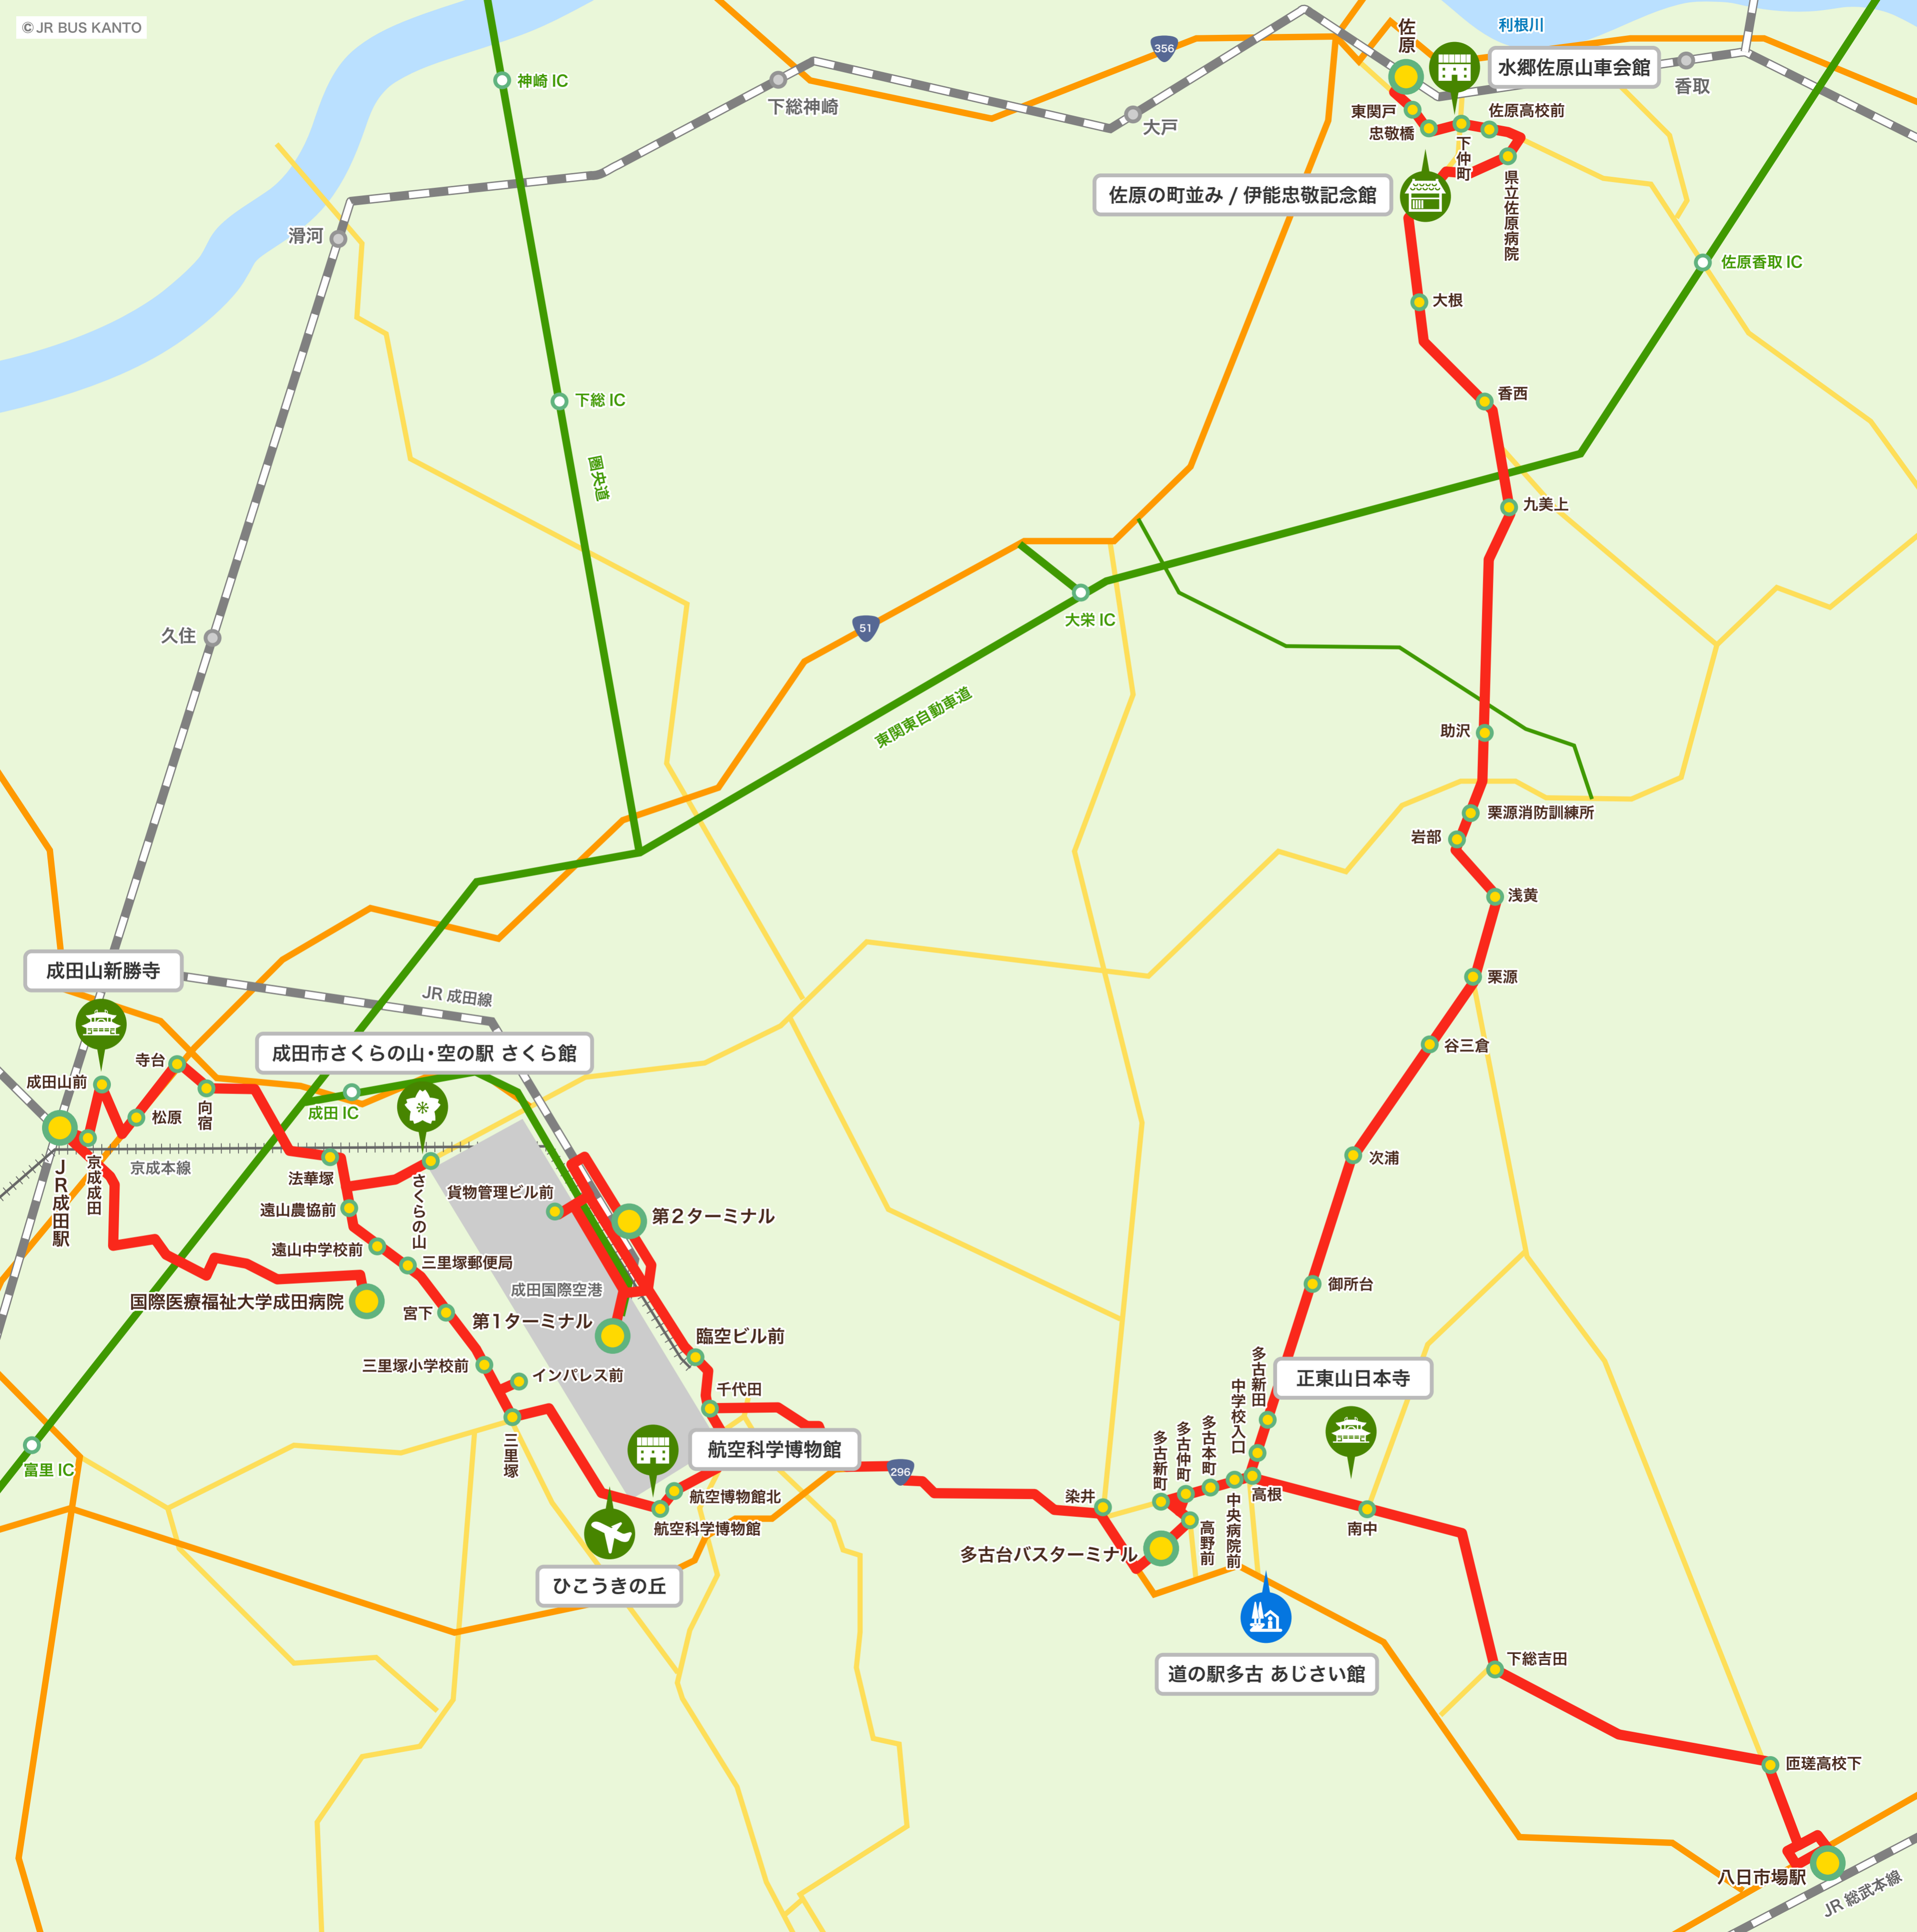 ©JR BUS KANTO
利根川
佐原
356
水郷佐原山車会館
神崎 IC
下総神崎
香取
大戸
東関戸
佐原高校前
忠敬橋
下仲町
県立佐原病院
佐原の町並み / 伊能忠敬記念館
滑河
佐原香取 IC
大根
下総 IC
香西
圏央道
九美上
大栄 IC
51
久住
東関東自動車道
助沢
栗源消防訓練所
岩部
浅黄
栗源
成田山新勝寺
JR 成田線
谷三倉
成田市さくらの山・空の駅 さくら館
寺台
成田山前
成田 IC
向宿
松原
京成本線
JR成田駅
京成成田
法華塚
さくらの山
貨物管理ビル前
遠山農協前
第2ターミナル
次浦
遠山中学校前
三里塚郵便局
成田国際空港
御所台
国際医療福祉大学成田病院
宮下
第1ターミナル
臨空ビル前
三里塚小学校前
インパレス前
千代田
多古新田
正東山日本寺
中学校入口
三里塚
航空科学博物館
多古本町
多古仲町
多古新町
富里 IC
296
航空博物館北
染井
高根
航空科学博物館
中央病院前
高野前
南中
多古台バスターミナル
ひこうきの丘
道の駅多古 あじさい館
下総吉田
匝瑳高校下
八日市場駅
JR 総武本線